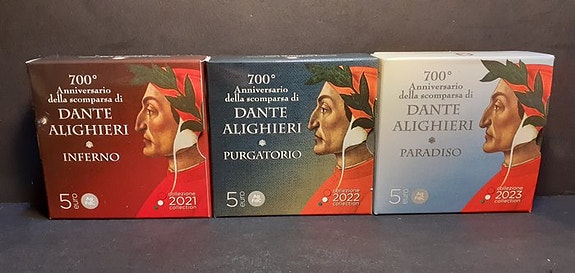 700°
Anniversario
della scomparsa di
DANTE
ALIGHIERI
INFERNO
5 euro
collezione
2021
collection
700°
Anniversario
della scomparsa di
DANTE
ALIGHIERI
PURGATORIO
5 euro
collezione
2022
collection
700°
Anniversario
della scomparsa di
DANTE
ALIGHIERI
PARADISO
5 euro
collezione
2023
collection